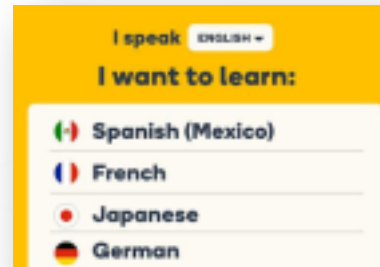 I speak ENGLISH
I want to learn:
Spanish (Mexico)
French
Japanese
German